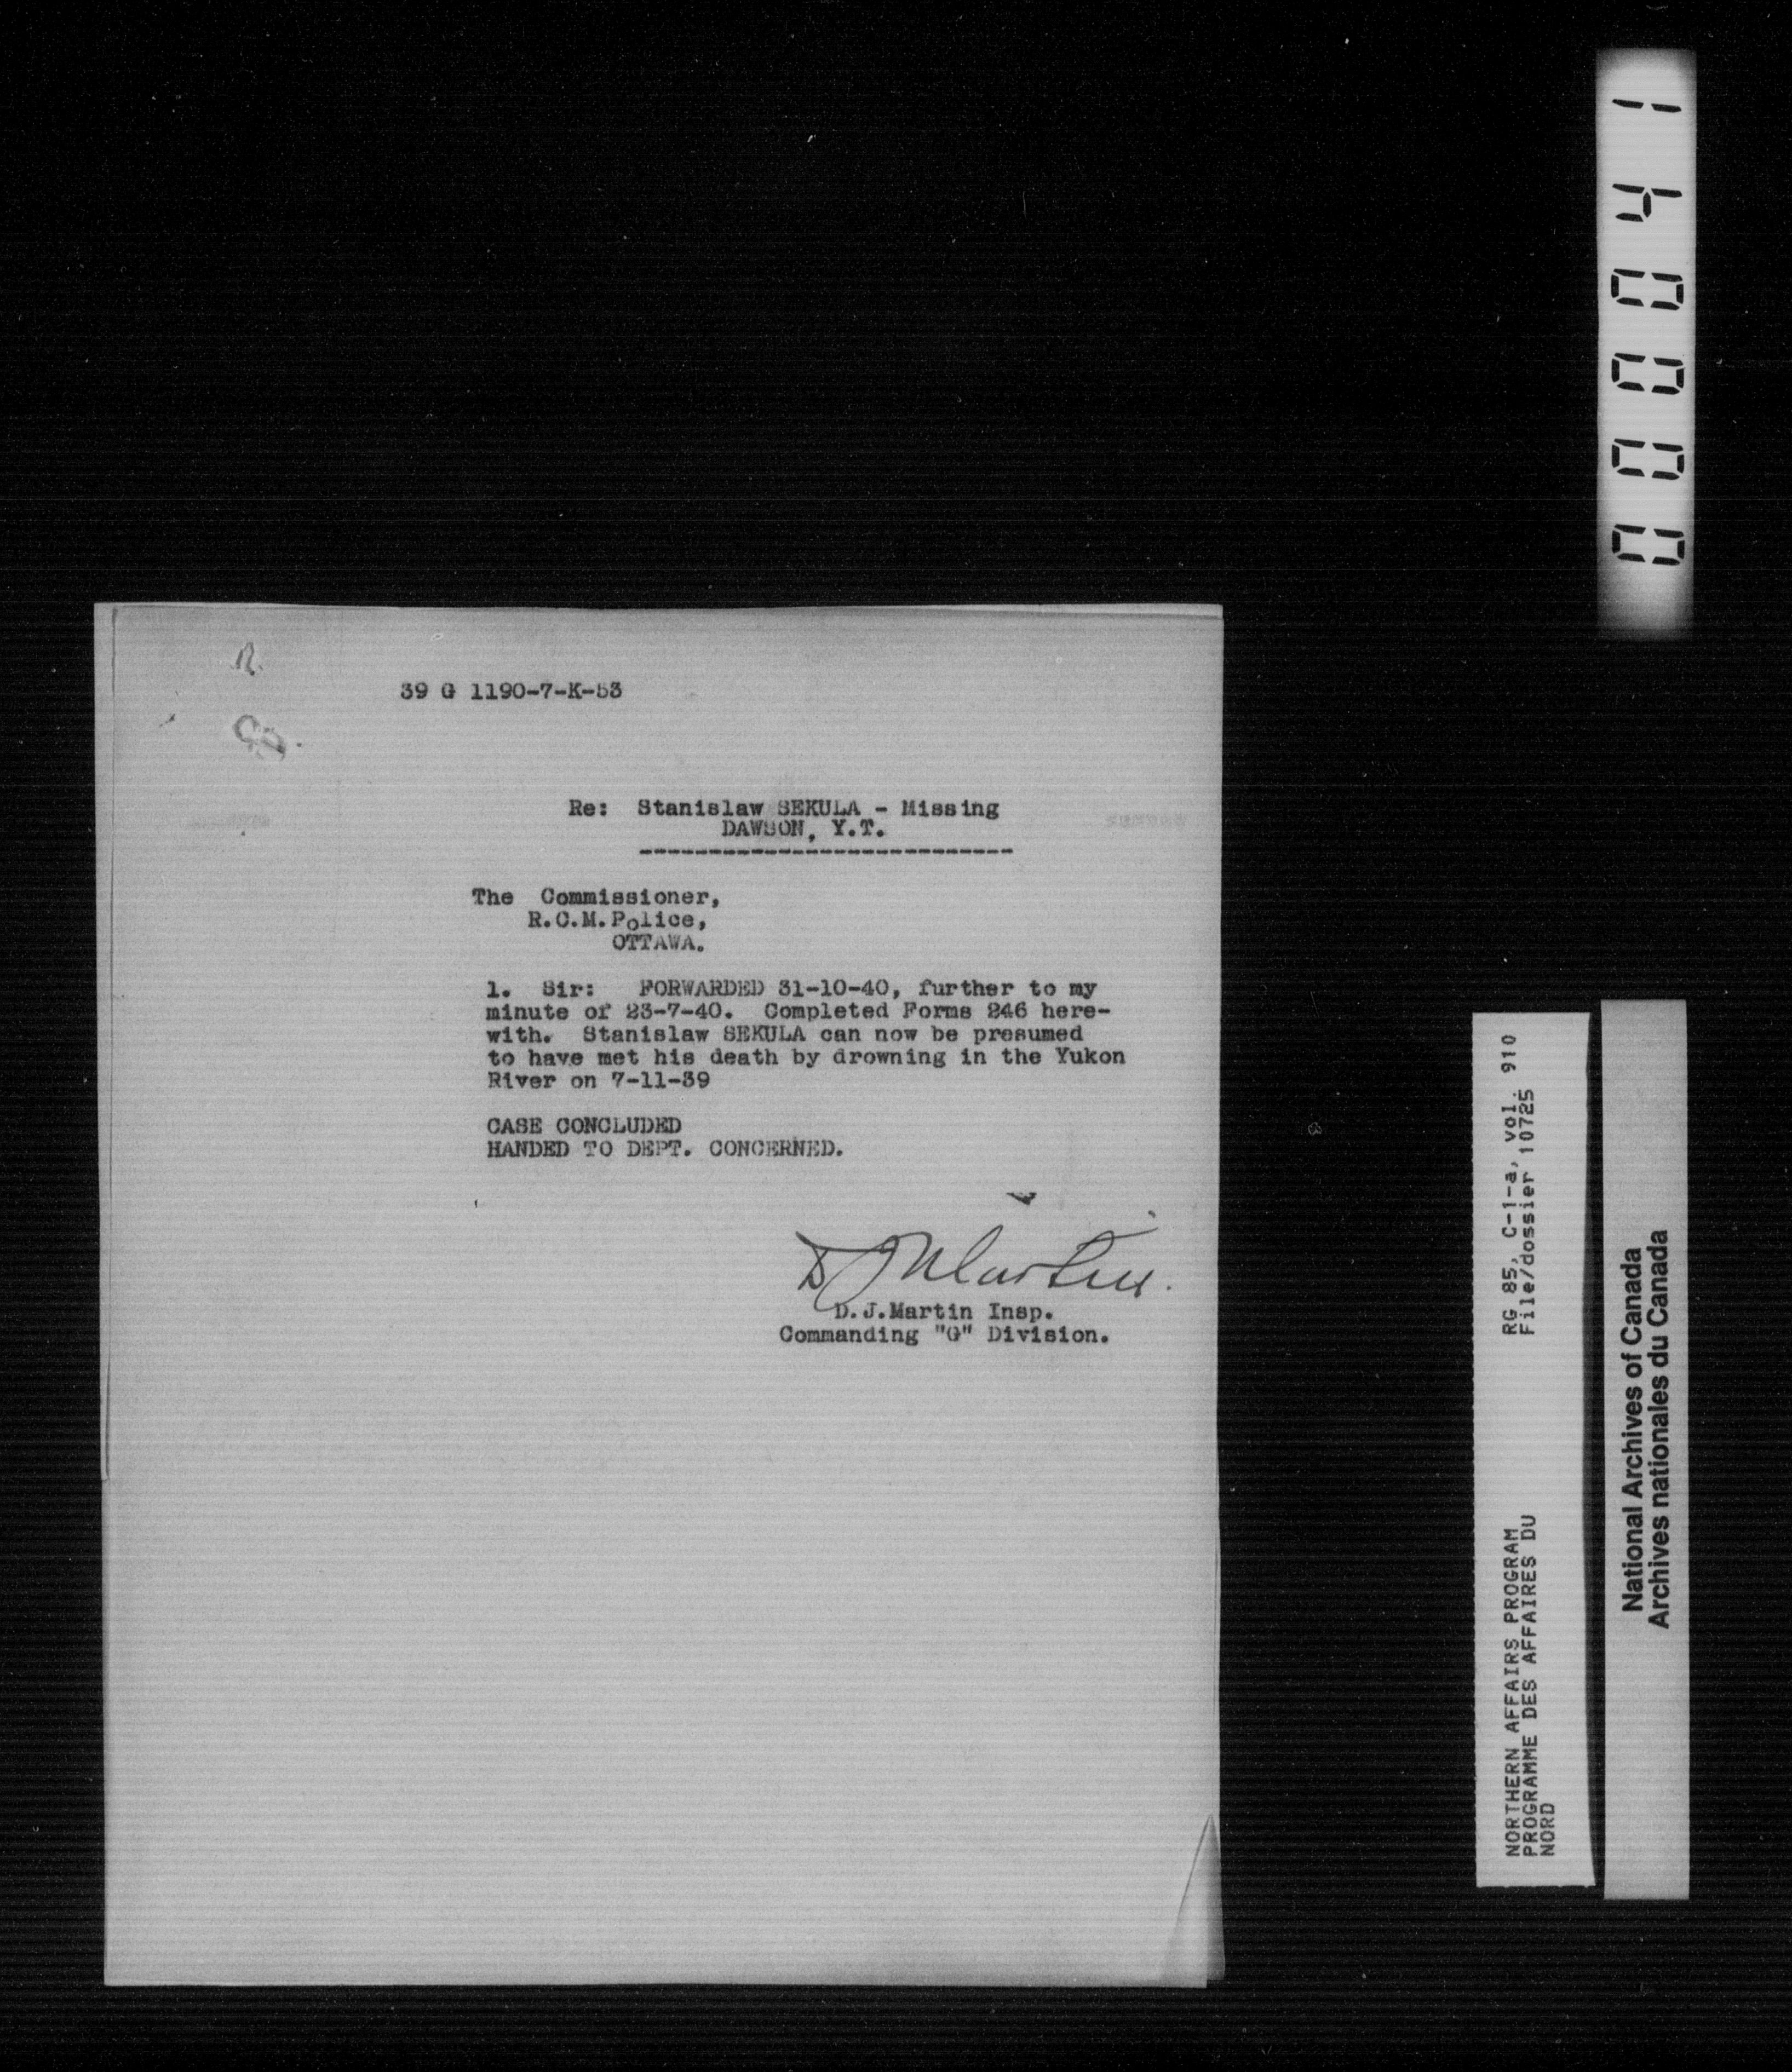 39 G 1190-7-K-53
Re: Stanislaw SEKULA - Missing
DAWSON, Y.T.
---------------------------
The Commissioner,
R.C.M.Police,
OTTAWA.
1. Sir: FORWARDED 31-10-40, further to my
minute of 23-7-40. Completed Forms 246 here-
with. Stanislaw SEKULA can now be presumed
to have met his death by drowning in the Yukon
River on 7-11-39
CASE CONCLUDED
HANDED TO DEPT. CONCERNED.
D J Martin.
D.J.Martin Insp.
Commanding "G" Division.
000041
NORTHERN AFFAIRS PROGRAM
PROGRAMME DES AFFAIRES DU
NORD
RG 85, C-1-a, vol. 910
File/dossier 10725
National Archives of Canada
Archives nationales du Canada